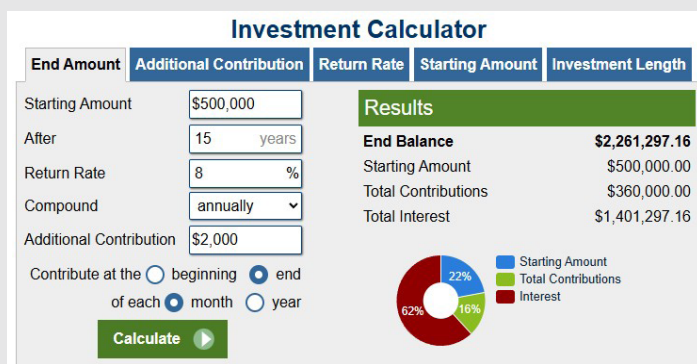 Investment Calculator
End Amount Additional Contribution Return Rate Starting Amount Investment Length
Starting Amount $500,000
After 15 years
Return Rate 8 %
Compound annually
Additional Contribution $2,000
Contribute at the beginning end
of each month year
Calculate
Results
End Balance $2,261,297.16
Starting Amount $500,000.00
Total Contributions $360,000.00
Total Interest $1,401,297.16
22%
16%
62%
Starting Amount
Total Contributions
Interest